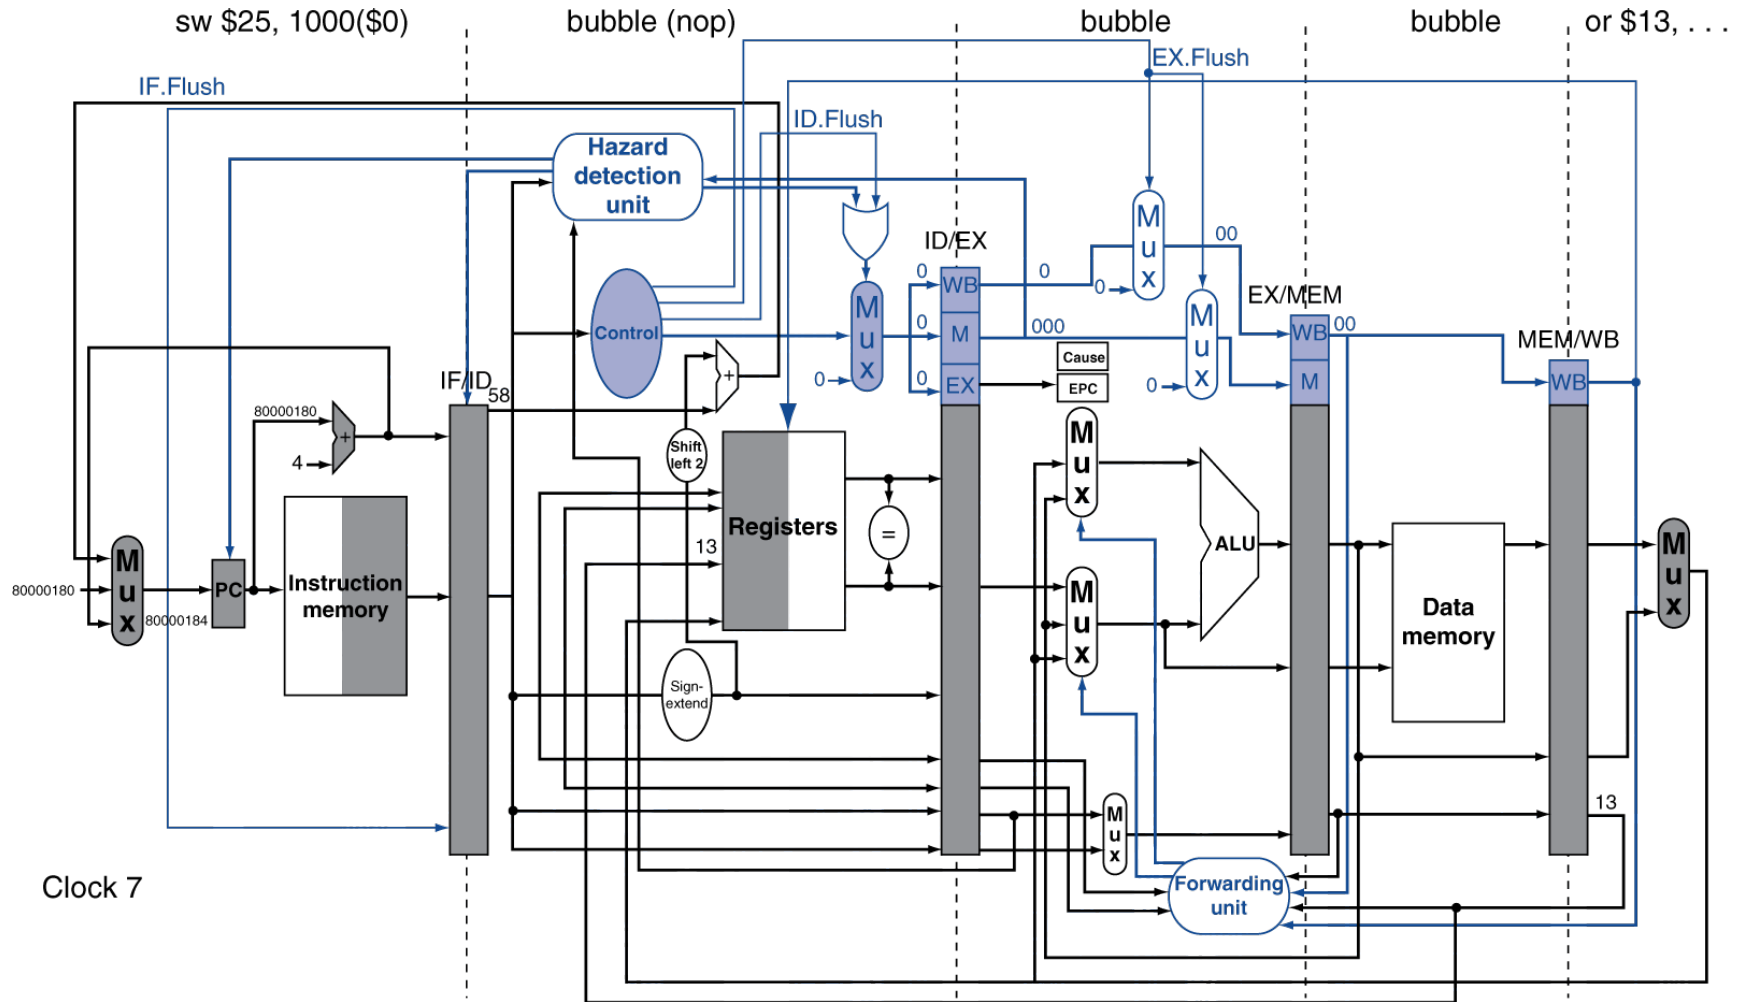 sw $25, 1000($0)
bubble (nop)
bubble
bubble
or $13, . . .
EX.Flush
IF.Flush
ID.Flush
Hazard
detection
unit
M
u
x
00
ID/EX
0
WB
0
0
Control
M
u
x
0
0
M
000
0
EX
M
u
x
0
EX/MEM
WB
00
M
MEM/WB
WB
Cause
EPC
+
IF/ID
58
80000180
+
4
Shift
left 2
M
u
x
Registers
13
=
ALU
M
u
x
80000180
M
u
x
80000184
PC
Instruction
memory
M
u
x
Data
memory
Sign-
extend
M
u
x
13
Clock 7
Forwarding
unit